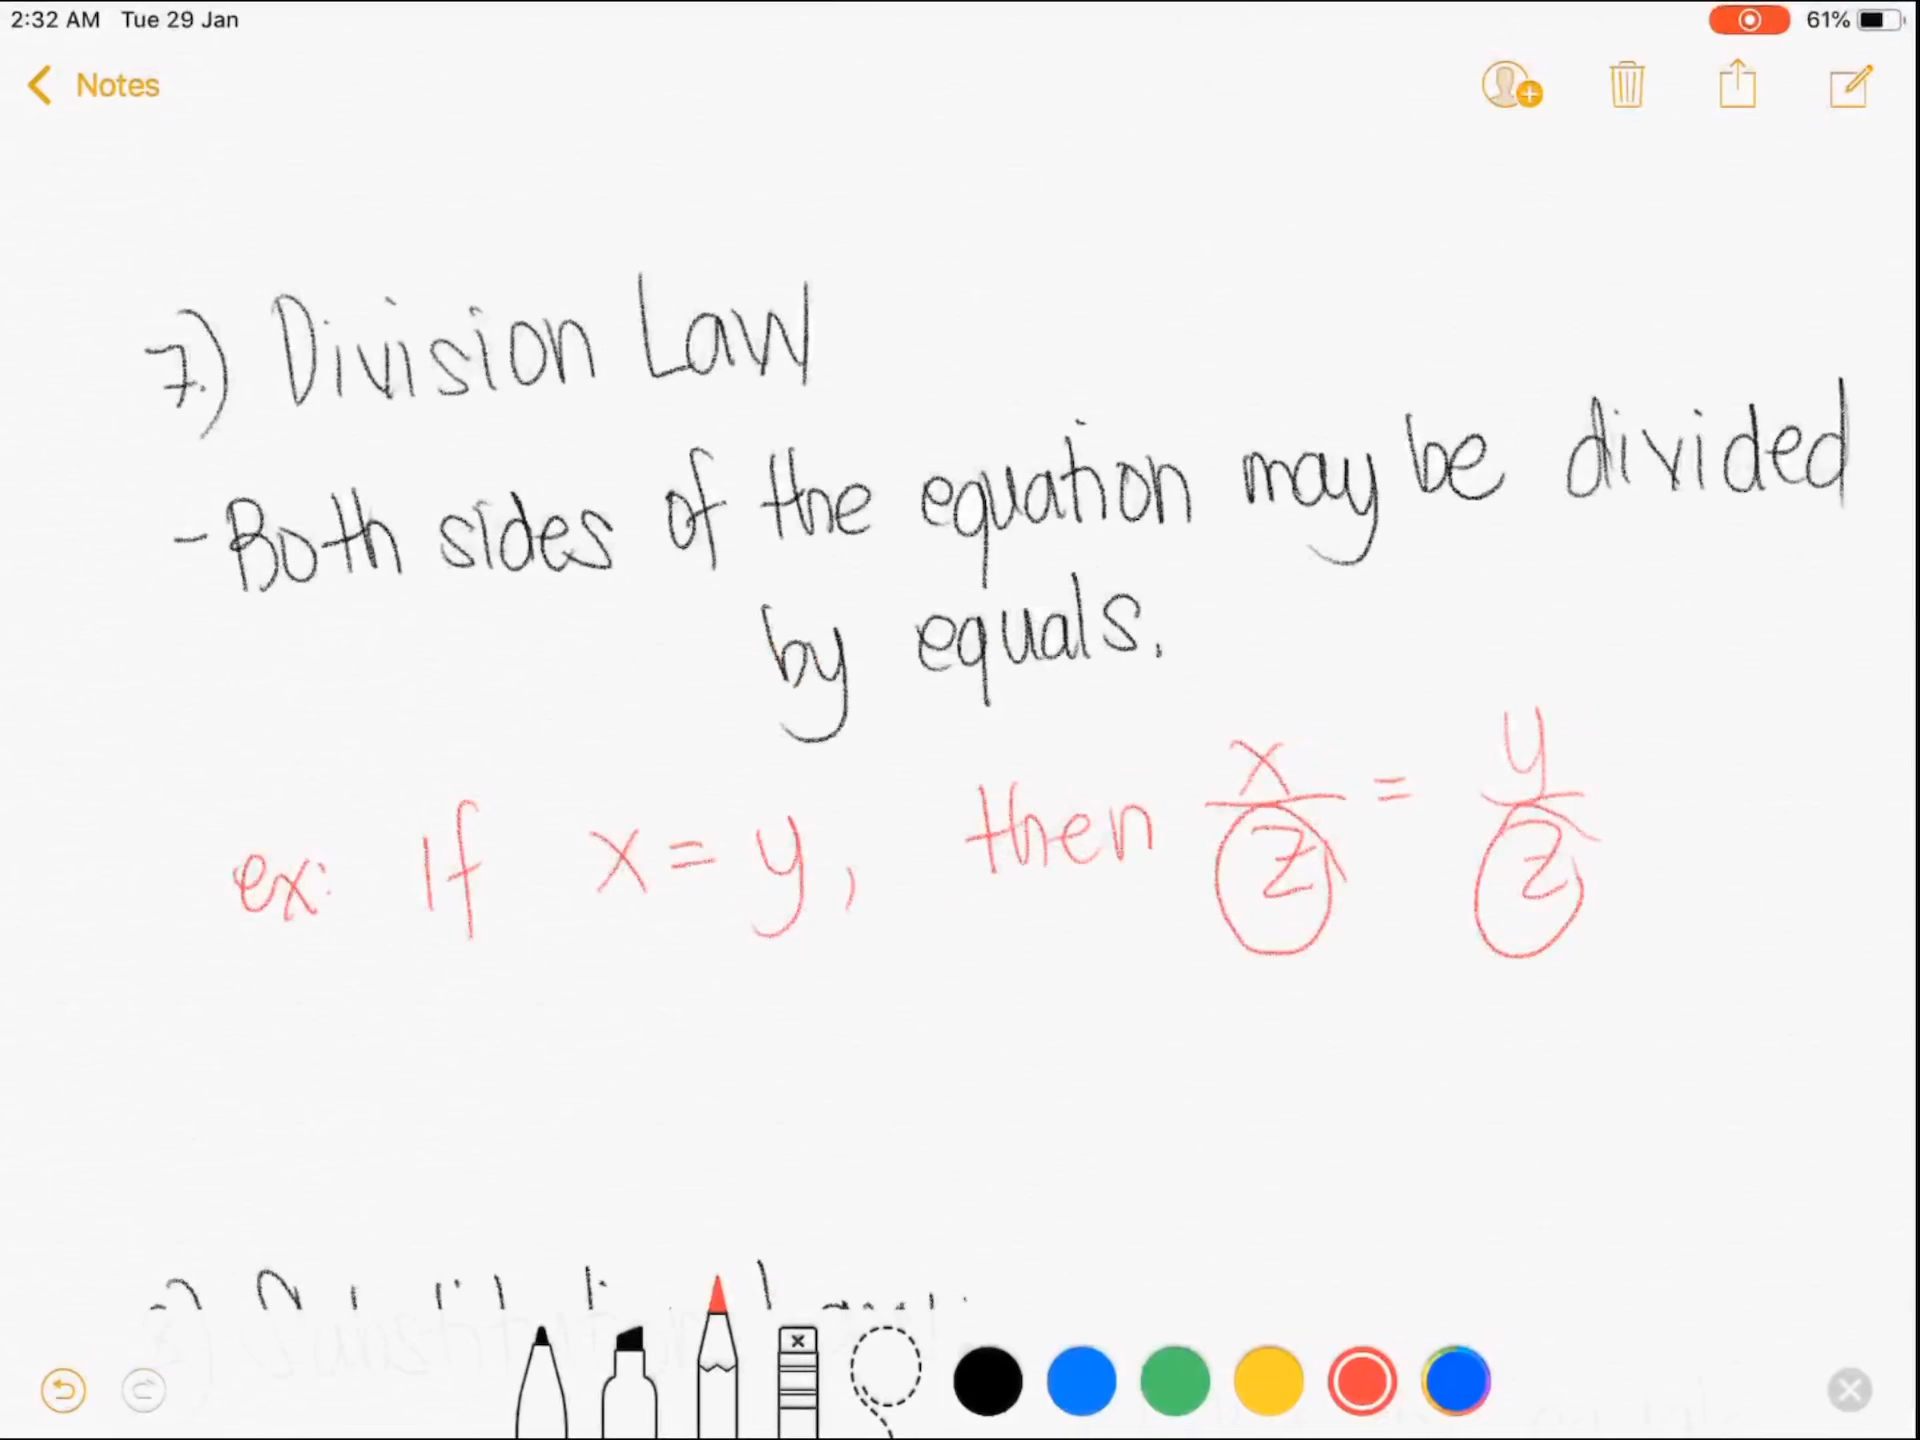 2:32 AM Tue 29 Jan 61%
Notes
7.) Division Law
- Both sides of the equation may be divided
by equals.
ex: If x = y, then x/z = y/z